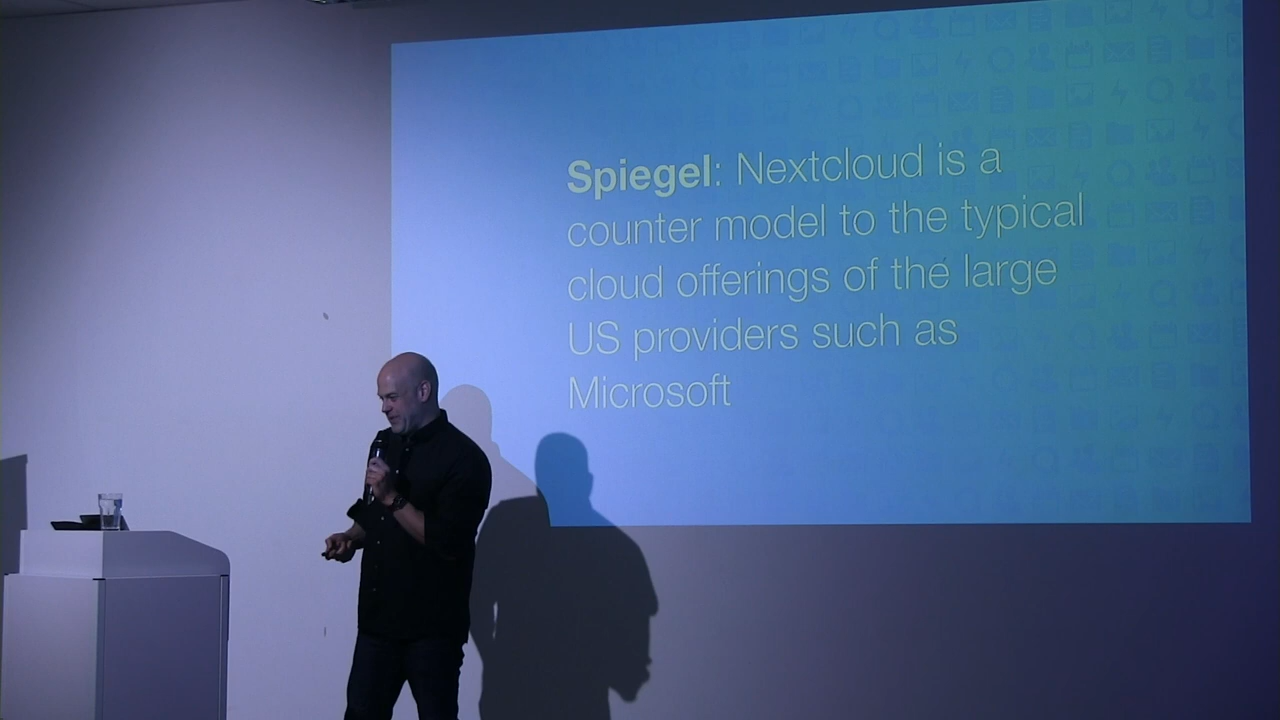 Spiegel: Nextcloud is a
counter model to the typical
cloud offerings of the large
US providers such as
Microsoft